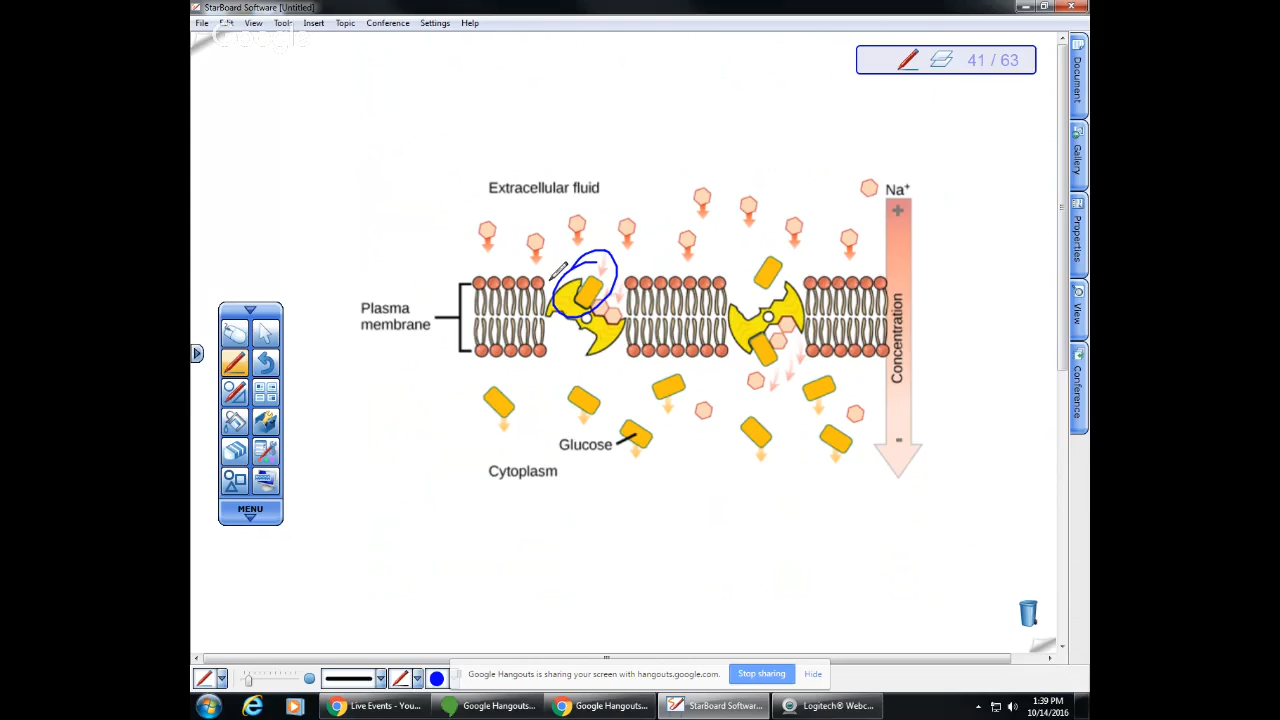 StarBoard Software [Untitled]
File Edit View Tools Insert Topic Conference Settings Help
Google
41 / 63
Document
Gallery
Properties
View
Conference
Extracellular fluid
Na⁺
+
Plasma
membrane
Concentration
-
Glucose
Cytoplasm
MENU
Google Hangouts is sharing your screen with hangouts.google.com. Stop sharing Hide
Live Events - You... Google Hangouts... Google Hangouts... StarBoard Softwar... Logitech® Webc...
1:39 PM
10/14/2016